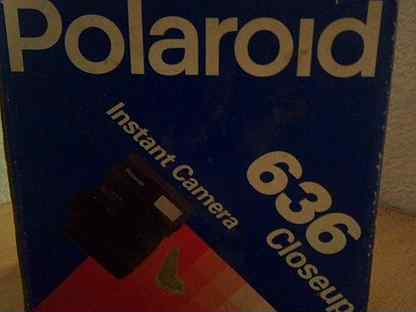 Polaroid
Instant Camera
636
Closeup